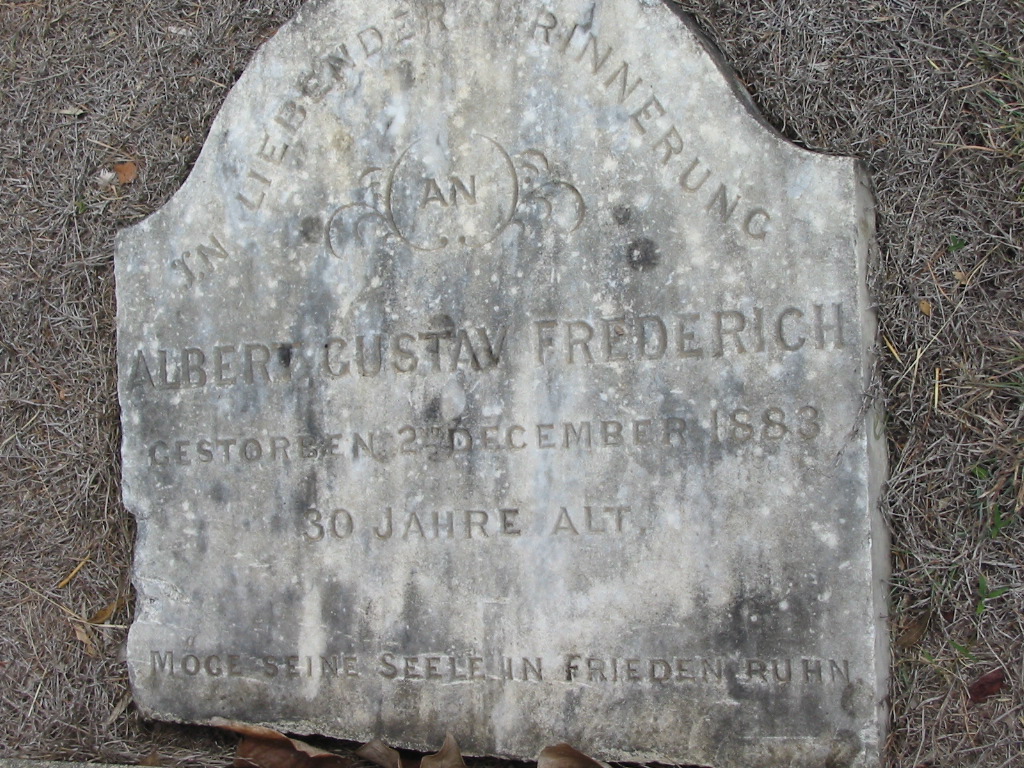 IN LIEBENDER ERINNERUNG
AN
ALBERT GUSTAV FREDERICH
GESTORBEN 2ND DECEMBER 1883
30 JAHRE ALT.
MOGE SEINE SEELE IN FRIEDEN RUHN